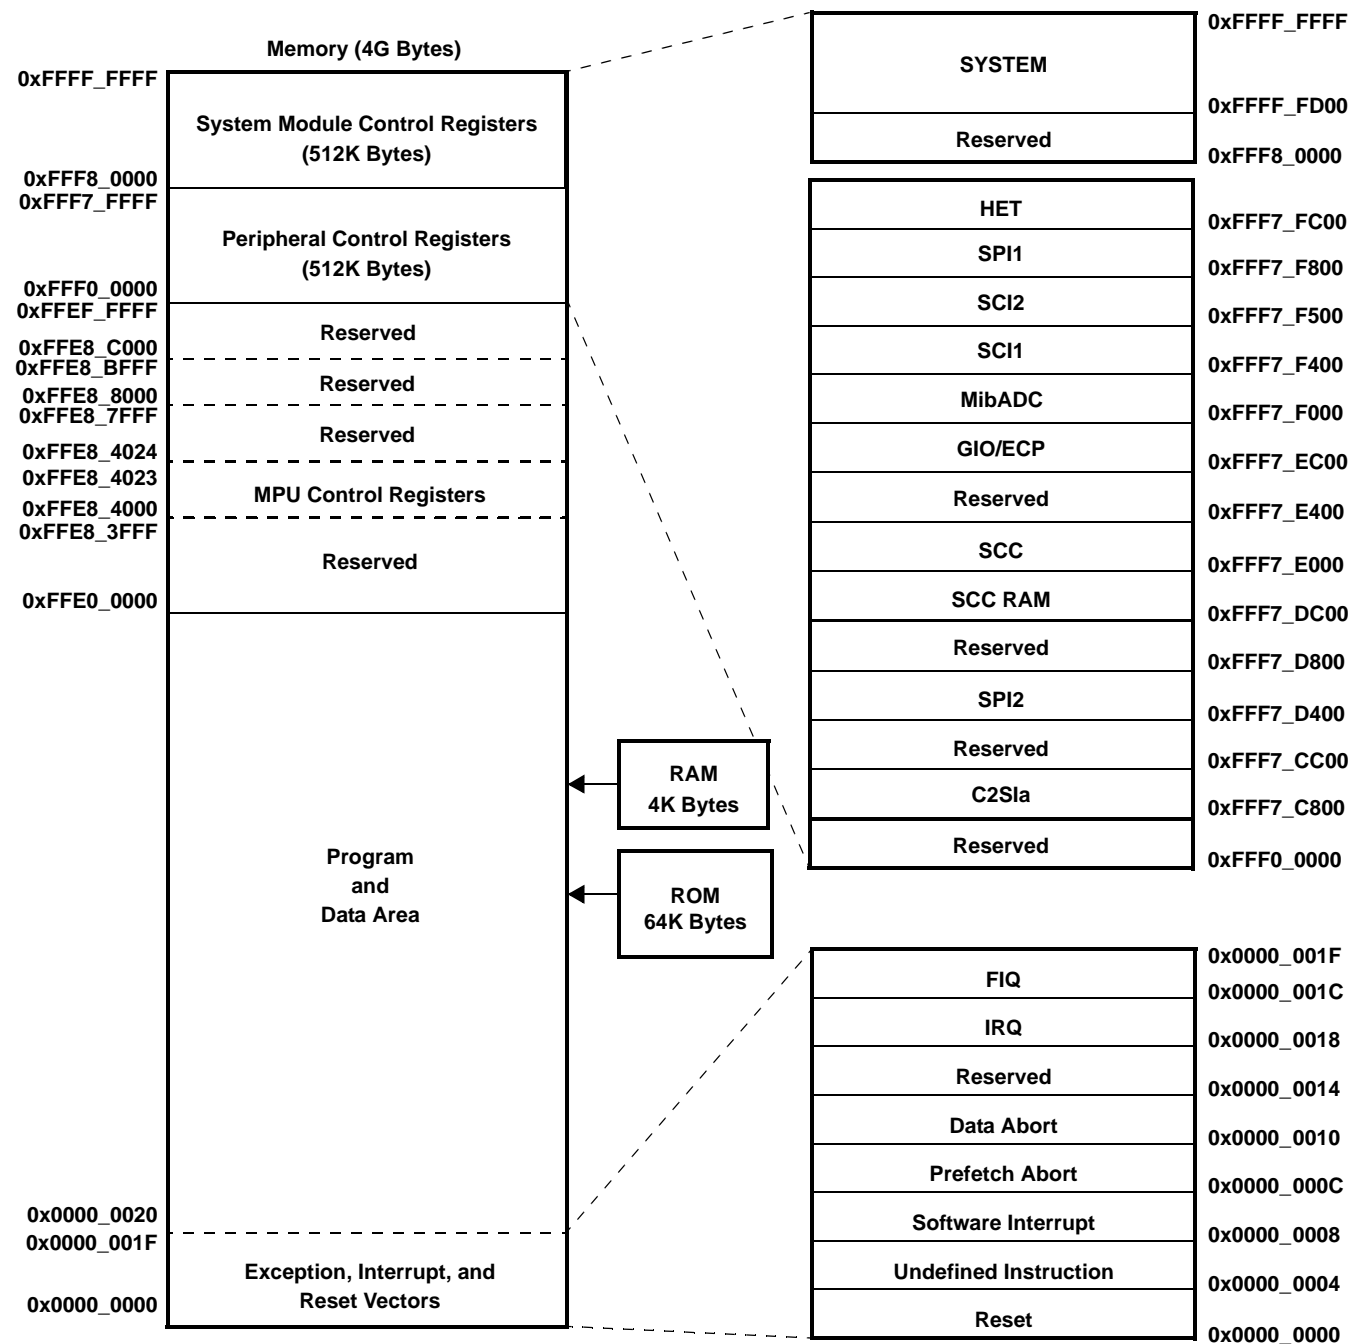 Memory (4G Bytes)
0xFFFF_FFFF
System Module Control Registers
(512K Bytes)
0xFFF8_0000
0xFFF7_FFFF
Peripheral Control Registers
(512K Bytes)
0xFFF0_0000
0xFFEF_FFFF
Reserved
0xFFE8_C000
0xFFE8_BFFF
Reserved
0xFFE8_8000
0xFFE8_7FFF
Reserved
0xFFE8_4024
0xFFE8_4023
MPU Control Registers
0xFFE8_4000
0xFFE8_3FFF
Reserved
0xFFE0_0000
Program
and
Data Area
0x0000_0020
0x0000_001F
Exception, Interrupt, and
Reset Vectors
0x0000_0000
RAM
4K Bytes
ROM
64K Bytes
0xFFFF_FFFF
SYSTEM
0xFFFF_FD00
Reserved
0xFFF8_0000
HET
0xFFF7_FC00
SPI1
0xFFF7_F800
SCI2
0xFFF7_F500
SCI1
0xFFF7_F400
MibADC
0xFFF7_F000
GIO/ECP
0xFFF7_EC00
Reserved
0xFFF7_E400
SCC
0xFFF7_E000
SCC RAM
0xFFF7_DC00
Reserved
0xFFF7_D800
SPI2
0xFFF7_D400
Reserved
0xFFF7_CC00
C2SIa
0xFFF7_C800
Reserved
0xFFF0_0000
0x0000_001F
FIQ
0x0000_001C
IRQ
0x0000_0018
Reserved
0x0000_0014
Data Abort
0x0000_0010
Prefetch Abort
0x0000_000C
Software Interrupt
0x0000_0008
Undefined Instruction
0x0000_0004
Reset
0x0000_0000